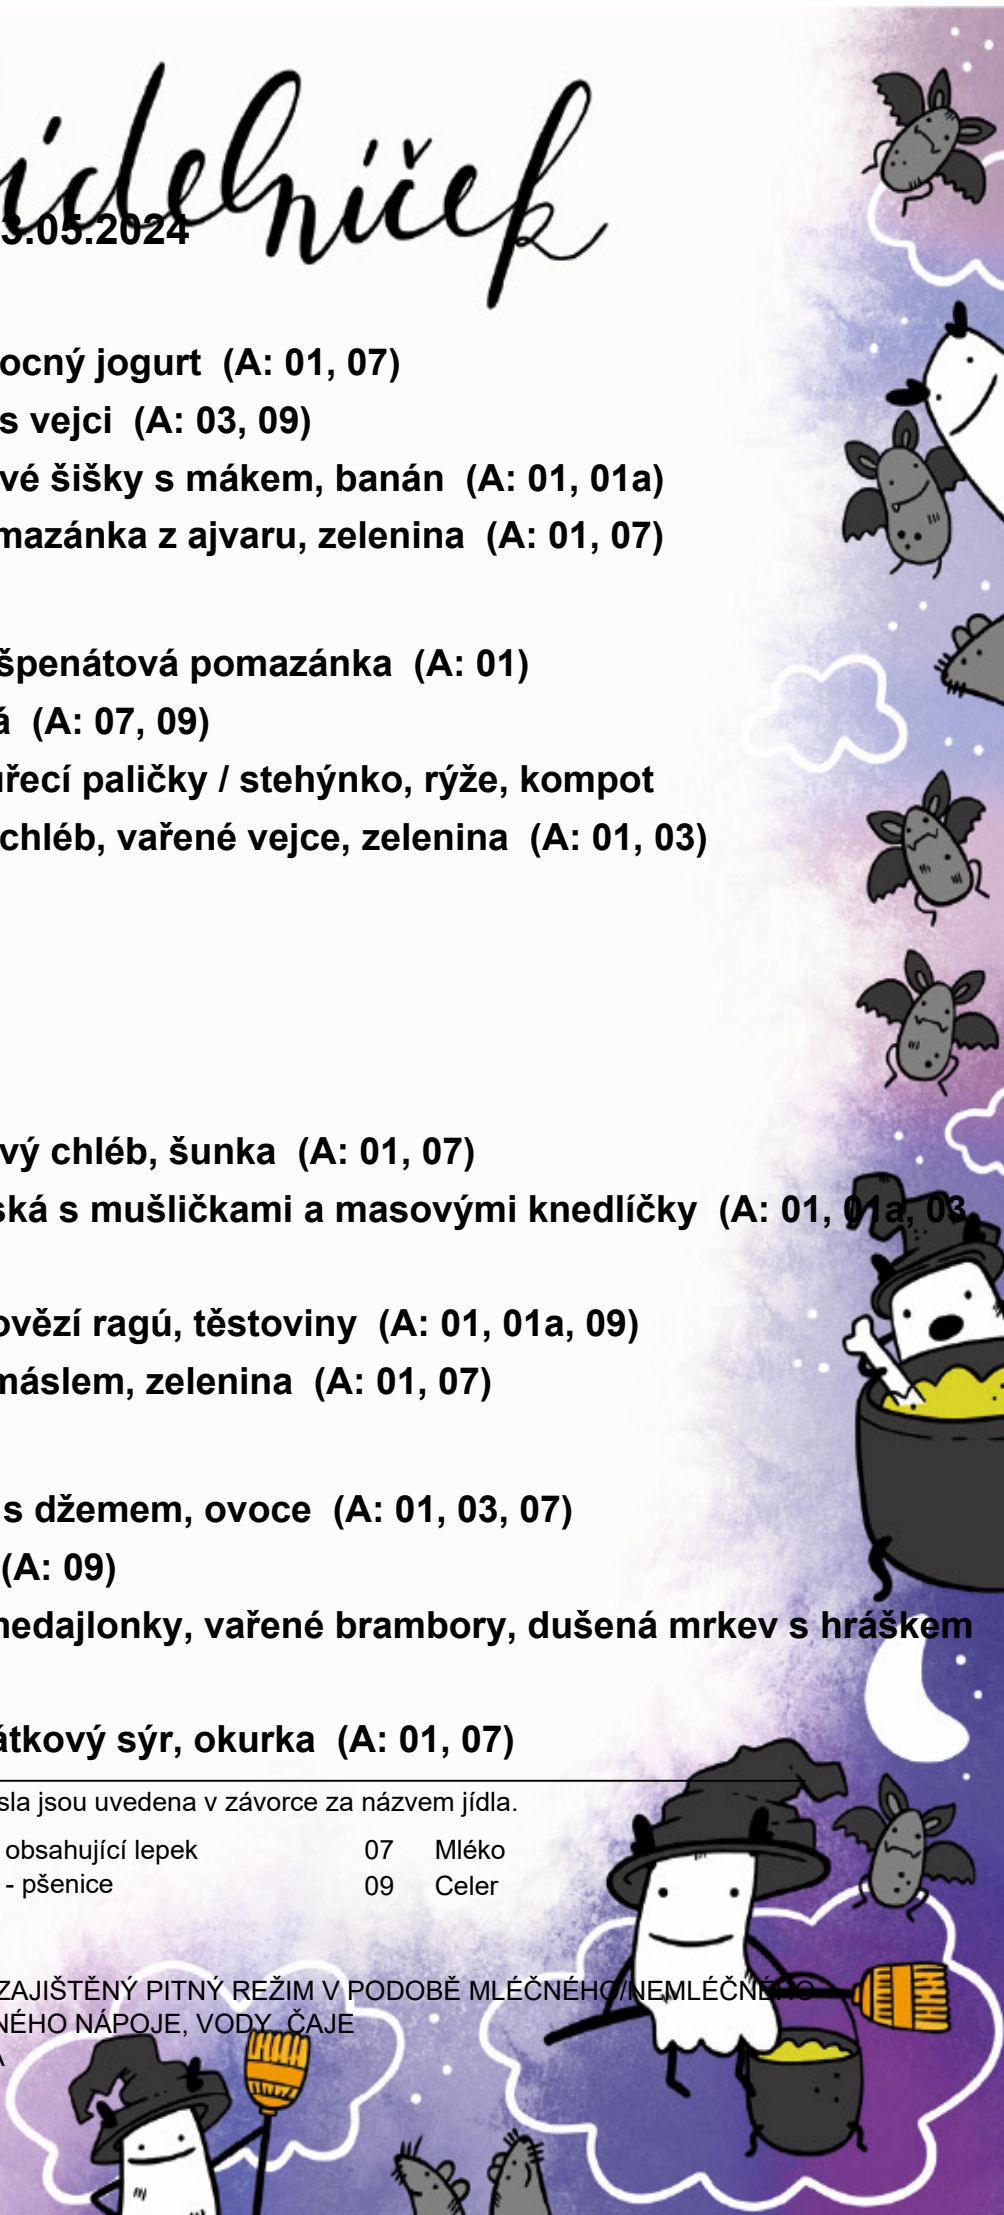 ídelníček
3.05.2024
ocný jogurt (A: 01, 07)
s vejci (A: 03, 09)
vé šišky s mákem, banán (A: 01, 01a)
mazánka z ajvaru, zelenina (A: 01, 07)
špenátová pomazánka (A: 01)
á (A: 07, 09)
uřecí paličky / stehýnko, rýže, kompot
chléb, vařené vejce, zelenina (A: 01, 03)
vý chléb, šunka (A: 01, 07)
ská s mušličkami a masovými knedlíčky (A: 01, 01a, 03,
ovězí ragú, těstoviny (A: 01, 01a, 09)
máslem, zelenina (A: 01, 07)
s džemem, ovoce (A: 01, 03, 07)
(A: 09)
medajlonky, vařené brambory, dušená mrkev s hráškem
átkový sýr, okurka (A: 01, 07)
sla jsou uvedena v závorce za názvem jídla.
obsahující lepek 07 Mléko
- pšenice 09 Celer
ZAJIŠTĚNÝ PITNÝ REŽIM V PODOBĚ MLÉČNÉHO/NEMLÉČNÉHO
NÉHO NÁPOJE, VODY, ČAJE
A